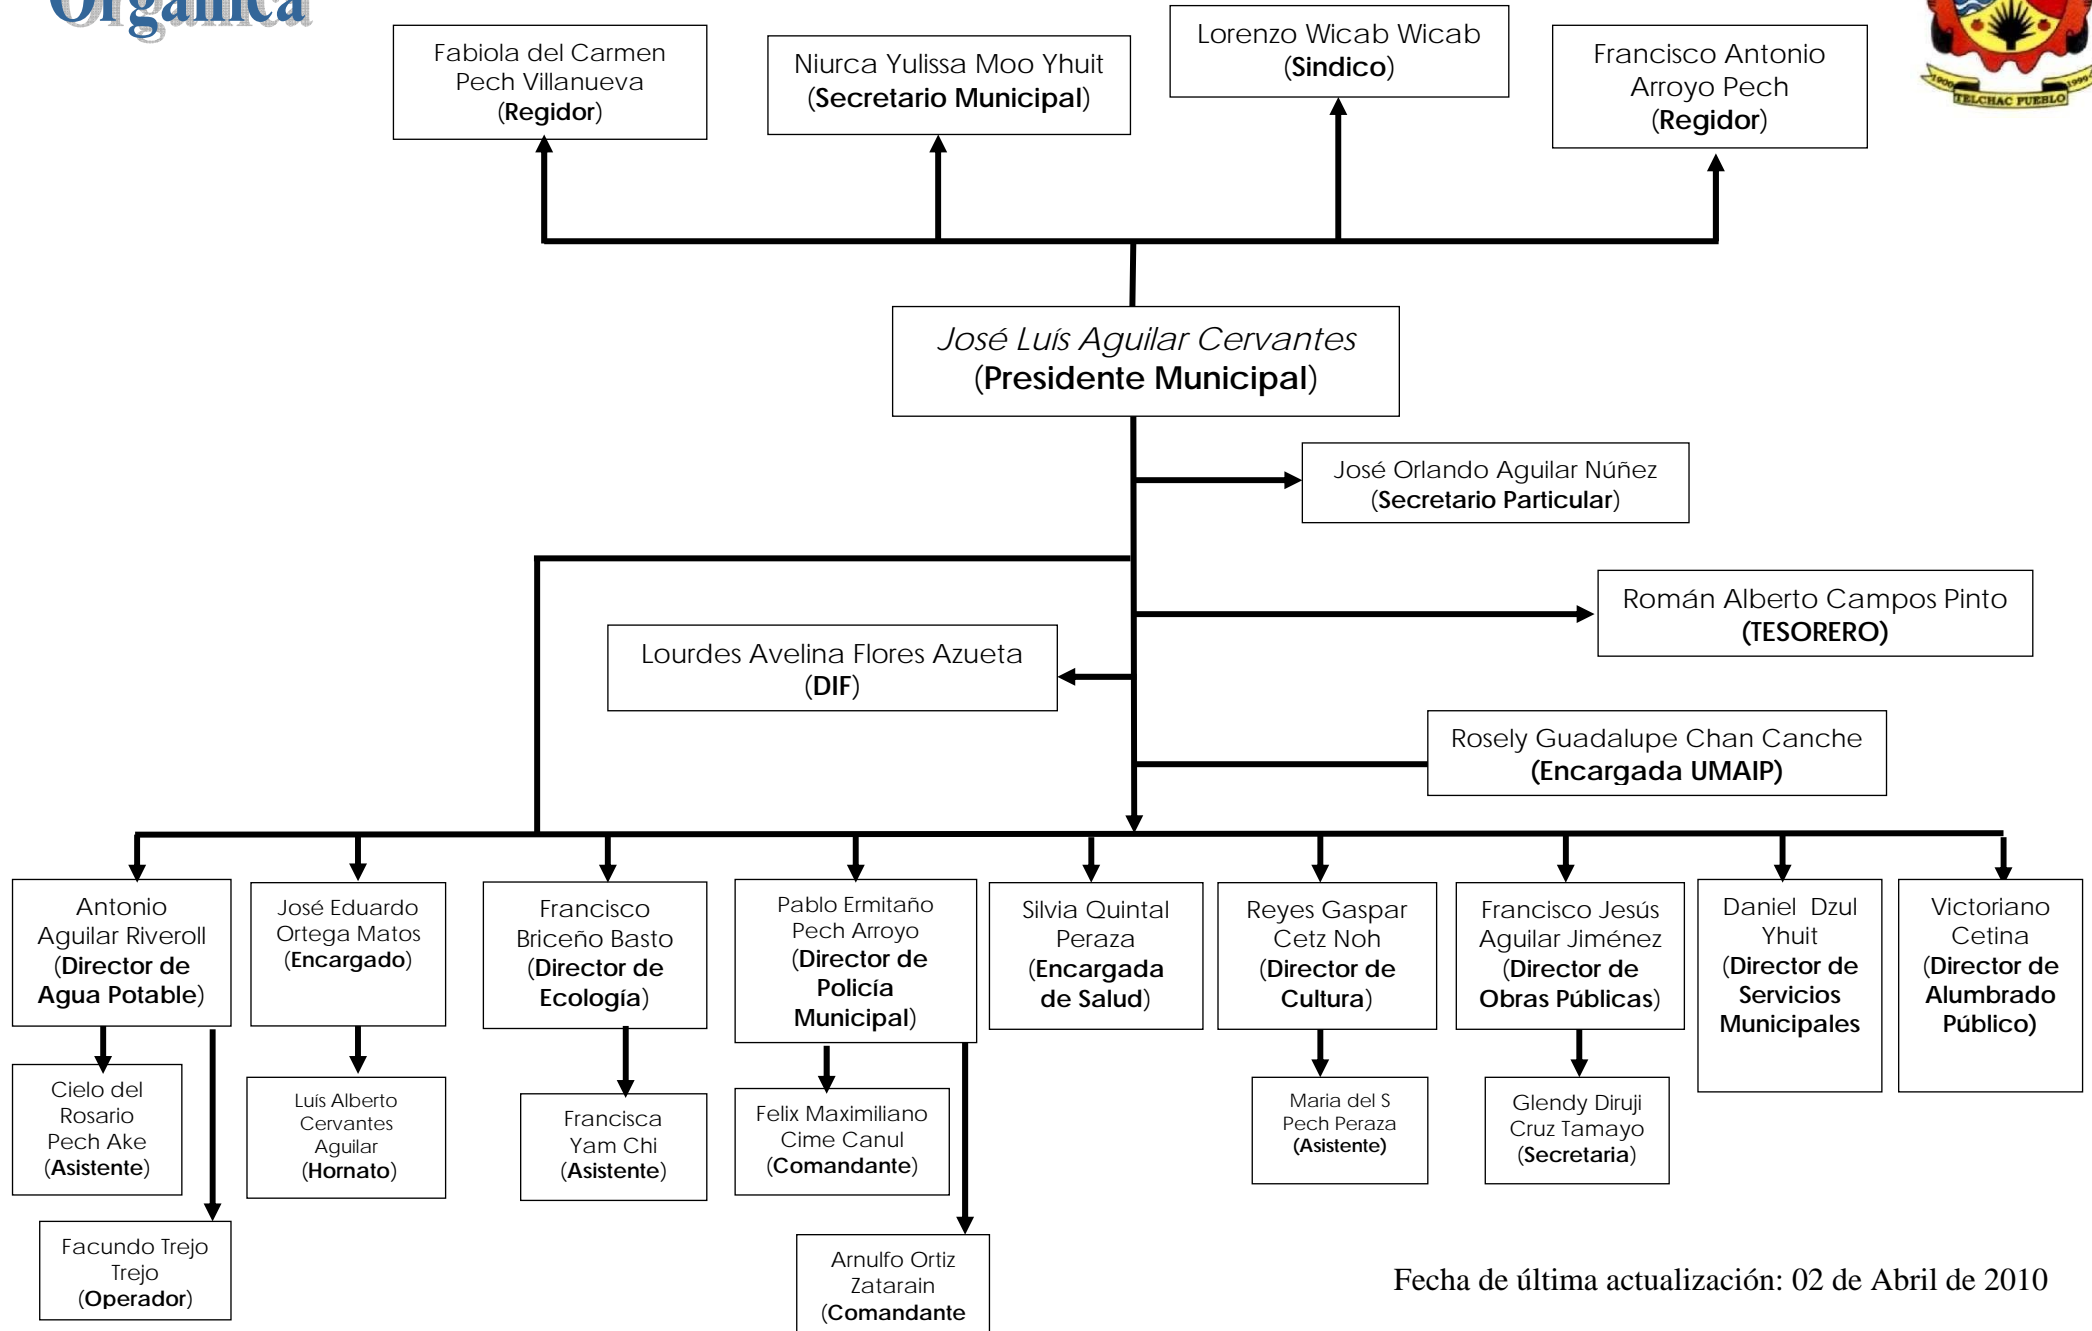 Orgánica
Fabiola del Carmen
Pech Villanueva
(Regidor)
Niurca Yulissa Moo Yhuit
(Secretario Municipal)
Lorenzo Wicab Wicab
(Sindico)
Francisco Antonio
Arroyo Pech
(Regidor)
1900
1999
TELCHAC PUEBLO
José Luís Aguilar Cervantes
(Presidente Municipal)
José Orlando Aguilar Núñez
(Secretario Particular)
Román Alberto Campos Pinto
(TESORERO)
Lourdes Avelina Flores Azueta
(DIF)
Rosely Guadalupe Chan Canche
(Encargada UMAIP)
Antonio
Aguilar Riveroll
(Director de
Agua Potable)
José Eduardo
Ortega Matos
(Encargado)
Francisco
Briceño Basto
(Director de
Ecología)
Pablo Ermitaño
Pech Arroyo
(Director de
Policía
Municipal)
Silvia Quintal
Peraza
(Encargada
de Salud)
Reyes Gaspar
Cetz Noh
(Director de
Cultura)
Francisco Jesús
Aguilar Jiménez
(Director de
Obras Públicas)
Daniel Dzul
Yhuit
(Director de
Servicios
Municipales
Victoriano
Cetina
(Director de
Alumbrado
Público)
Cielo del
Rosario
Pech Ake
(Asistente)
Luís Alberto
Cervantes
Aguilar
(Hornato)
Francisca
Yam Chi
(Asistente)
Felix Maximiliano
Cime Canul
(Comandante)
Maria del S
Pech Peraza
(Asistente)
Glendy Diruji
Cruz Tamayo
(Secretaria)
Facundo Trejo
Trejo
(Operador)
Arnulfo Ortiz
Zatarain
(Comandante
Fecha de última actualización: 02 de Abril de 2010